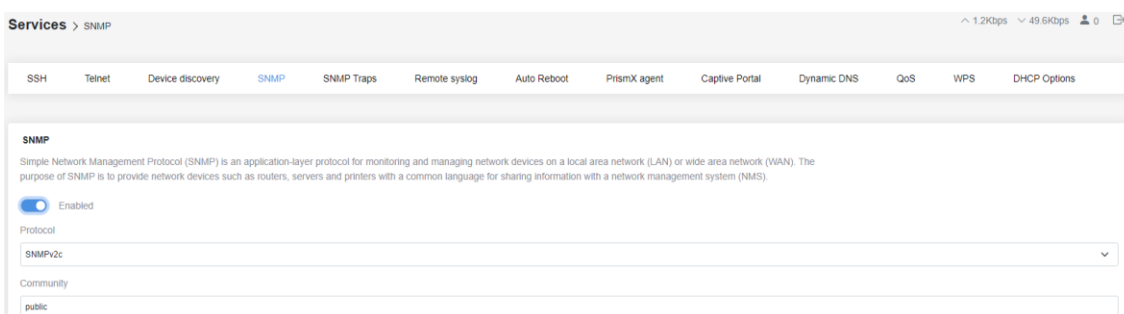 Services > SNMP
1.2Kbps 49.6Kbps 0
SSH Telnet Device discovery SNMP SNMP Traps Remote syslog Auto Reboot PrismX agent Captive Portal Dynamic DNS QoS WPS DHCP Options
SNMP
Simple Network Management Protocol (SNMP) is an application-layer protocol for monitoring and managing network devices on a local area network (LAN) or wide area network (WAN). The
purpose of SNMP is to provide network devices such as routers, servers and printers with a common language for sharing information with a network management system (NMS).
Enabled
Protocol
SNMPv2c
Community
public